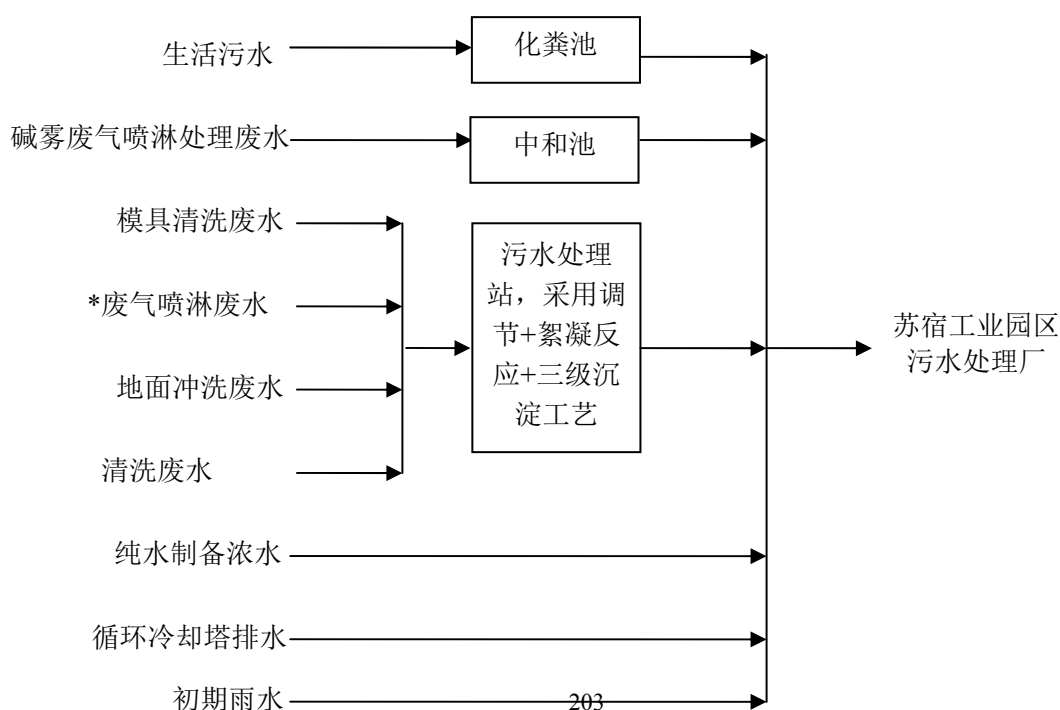 生活污水
化粪池
碱雾废气喷淋处理废水
中和池
模具清洗废水
*废气喷淋废水
地面冲洗废水
清洗废水
污水处理
站，采用调
节+絮凝反
应+三级沉
淀工艺
苏宿工业园区
污水处理厂
纯水制备浓水
循环冷却塔排水
初期雨水
203